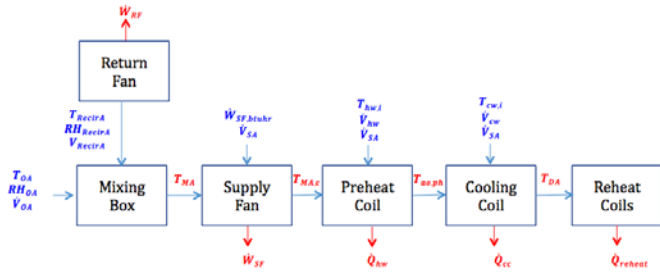 Ẇ_RF
Return
Fan
T_RecirA
RH_RecirA
V̇_RecirA
Ẇ_SF,btuhr
V̇_SA
T_hw,i
V̇_hw
V̇_SA
T_cw,i
V̇_cw
V̇_SA
T_OA
RH_OA
V̇_OA
Mixing
Box
T_MA
Supply
Fan
T_MA,c
Preheat
Coil
T_ao,ph
Cooling
Coil
T_DA
Reheat
Coils
Ẇ_SF
Q̇_hw
Q̇_cc
Q̇_reheat